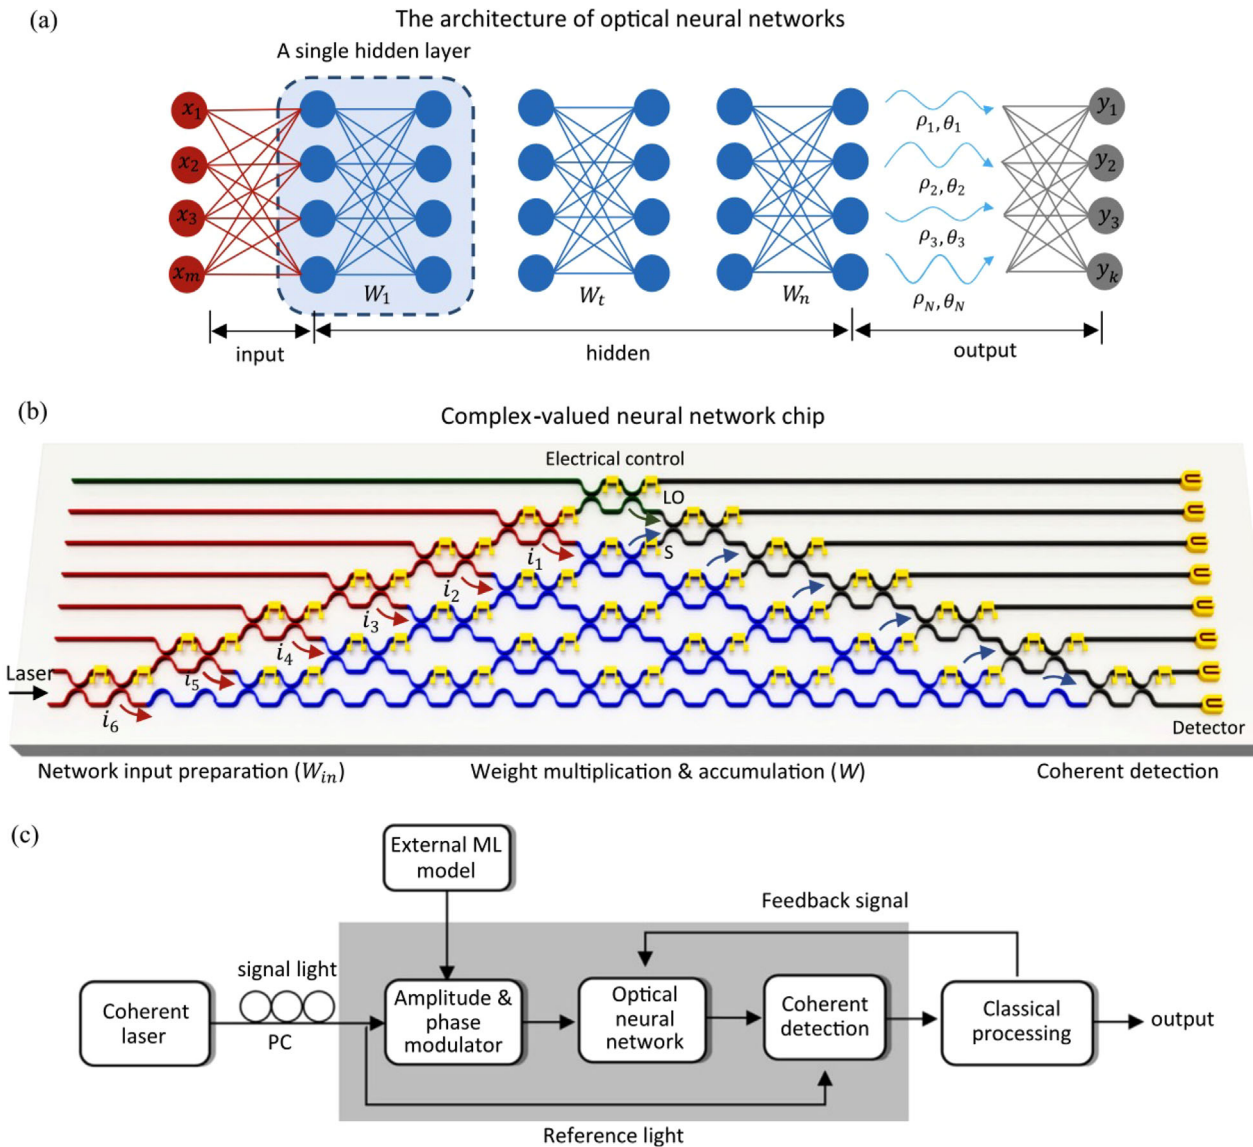 (a)
The architecture of optical neural networks
A single hidden layer
x₁
x₂
x₃
xₘ
W₁
Wₜ
Wₙ
ρ₁, θ₁
ρ₂, θ₂
ρ₃, θ₃
ρ_N, θ_N
y₁
y₂
y₃
yₖ
input
hidden
output
(b)
Complex-valued neural network chip
Electrical control
LO
S
i₁
i₂
i₃
i₄
i₅
i₆
Laser
Detector
Network input preparation (W_in)
Weight multiplication & accumulation (W)
Coherent detection
(c)
External ML
model
Feedback signal
signal light
PC
Coherent
laser
Amplitude &
phase
modulator
Optical
neural
network
Coherent
detection
Classical
processing
output
Reference light